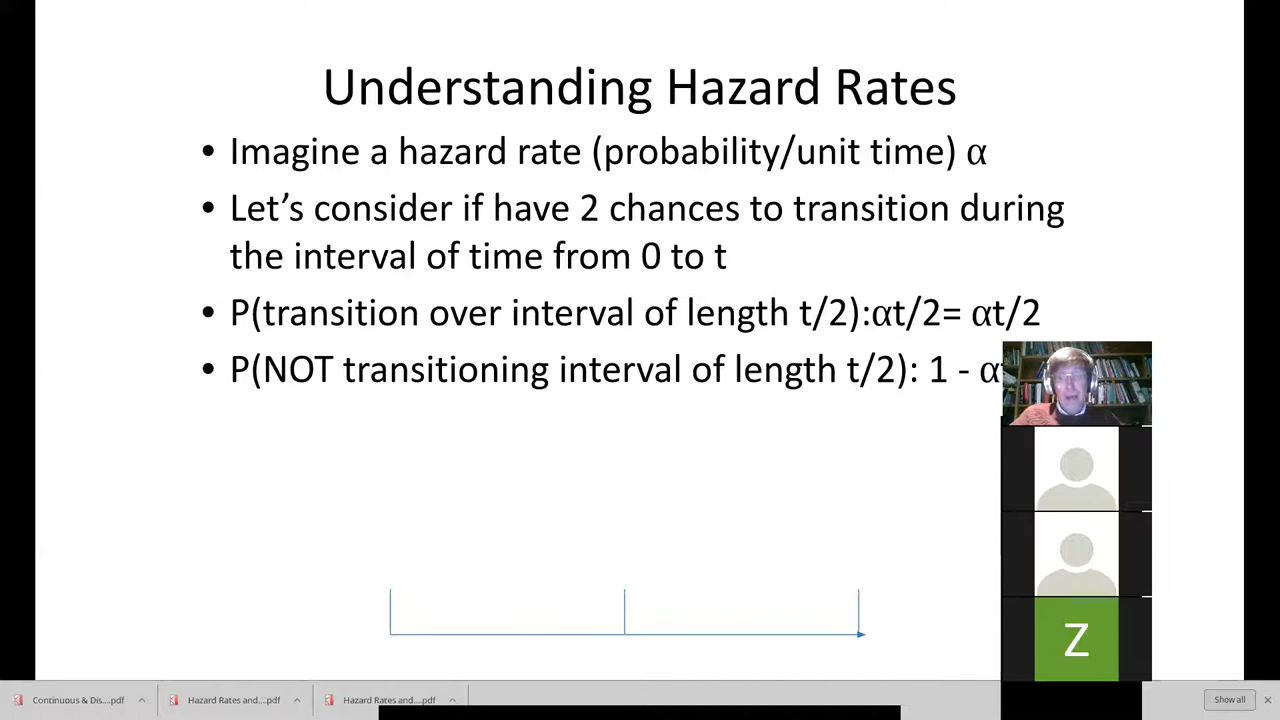 Understanding Hazard Rates
• Imagine a hazard rate (probability/unit time) α
• Let’s consider if have 2 chances to transition during
the interval of time from 0 to t
• P(transition over interval of length t/2):αt/2= αt/2
• P(NOT transitioning interval of length t/2): 1 - α
Z
Continuous & Dis....pdf
Hazard Rates and....pdf
Hazard Rates and....pdf
Show all